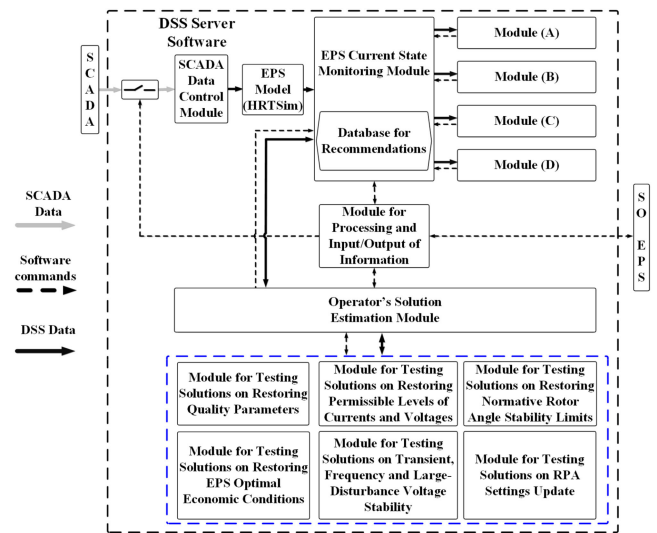 DSS Server
Software
S
C
A
D
A
SCADA
Data
Control
Module
EPS
Model
(HRTSim)
EPS Current State
Monitoring Module
Database for
Recommendations
Module (A)
Module (B)
Module (C)
Module (D)
Module for
Processing and
Input/Output of
Information
S
O
E
P
S
SCADA
Data
Software
commands
DSS Data
Operator's Solution
Estimation Module
Module for Testing
Solutions on Restoring
Quality Parameters
Module for Testing
Solutions on Restoring
Permissible Levels of
Currents and Voltages
Module for Testing
Solutions on Restoring
Normative Rotor
Angle Stability Limits
Module for Testing
Solutions on Restoring
EPS Optimal
Economic Conditions
Module for Testing
Solutions on Transient,
Frequency and Large-
Disturbance Voltage
Stability
Module for Testing
Solutions on RPA
Settings Update